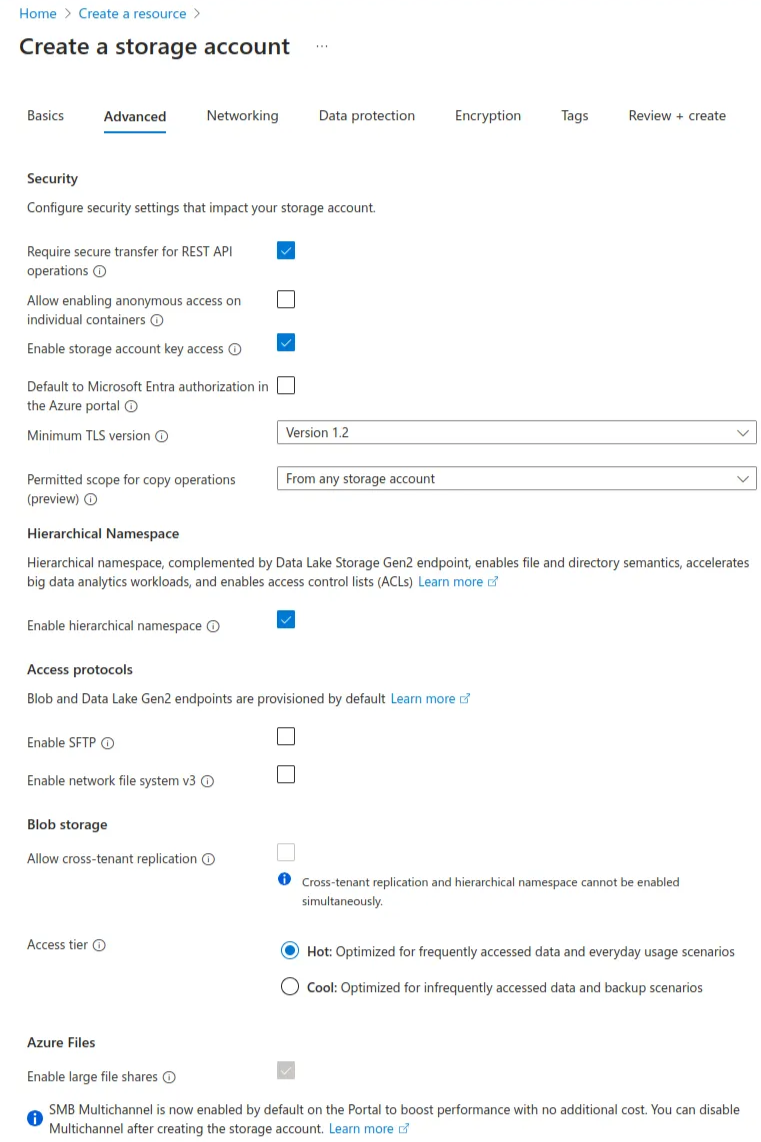 Home > Create a resource >
Create a storage account ...
Basics Advanced Networking Data protection Encryption Tags Review + create
Security
Configure security settings that impact your storage account.
Require secure transfer for REST API
operations
Allow enabling anonymous access on
individual containers
Enable storage account key access
Default to Microsoft Entra authorization in
the Azure portal
Minimum TLS version
Version 1.2
Permitted scope for copy operations
(preview)
From any storage account
Hierarchical Namespace
Hierarchical namespace, complemented by Data Lake Storage Gen2 endpoint, enables file and directory semantics, accelerates
big data analytics workloads, and enables access control lists (ACLs) Learn more
Enable hierarchical namespace
Access protocols
Blob and Data Lake Gen2 endpoints are provisioned by default Learn more
Enable SFTP
Enable network file system v3
Blob storage
Allow cross-tenant replication
Cross-tenant replication and hierarchical namespace cannot be enabled
simultaneously.
Access tier
Hot: Optimized for frequently accessed data and everyday usage scenarios
Cool: Optimized for infrequently accessed data and backup scenarios
Azure Files
Enable large file shares
SMB Multichannel is now enabled by default on the Portal to boost performance with no additional cost. You can disable
Multichannel after creating the storage account. Learn more